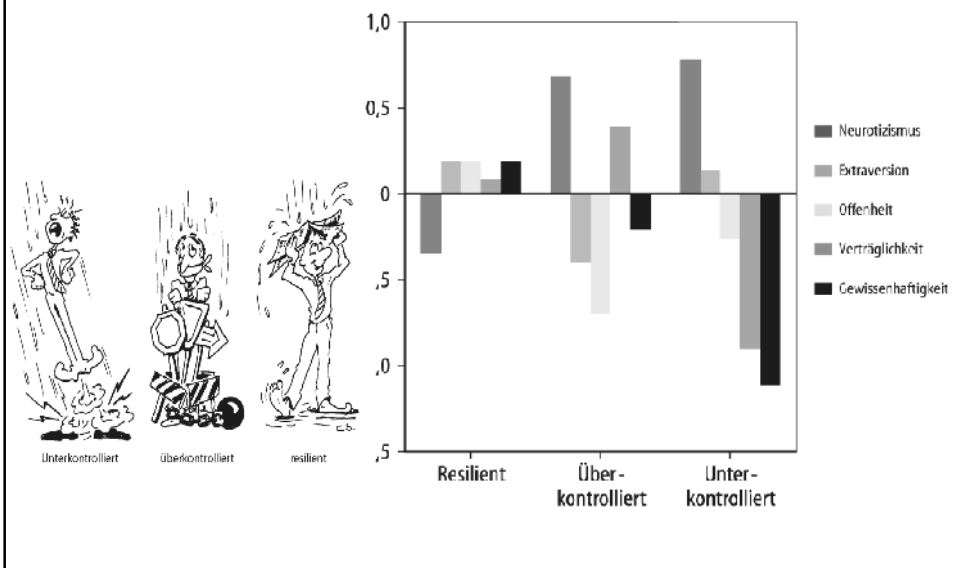 1,0
0,5
0
,5
,0
,5
Resilient
Über-
kontrolliert
Unter-
kontrolliert
Neurotizismus
Extraversion
Offenheit
Verträglichkeit
Gewissenhaftigkeit
Unterkontrolliert
überkontrolliert
resilient